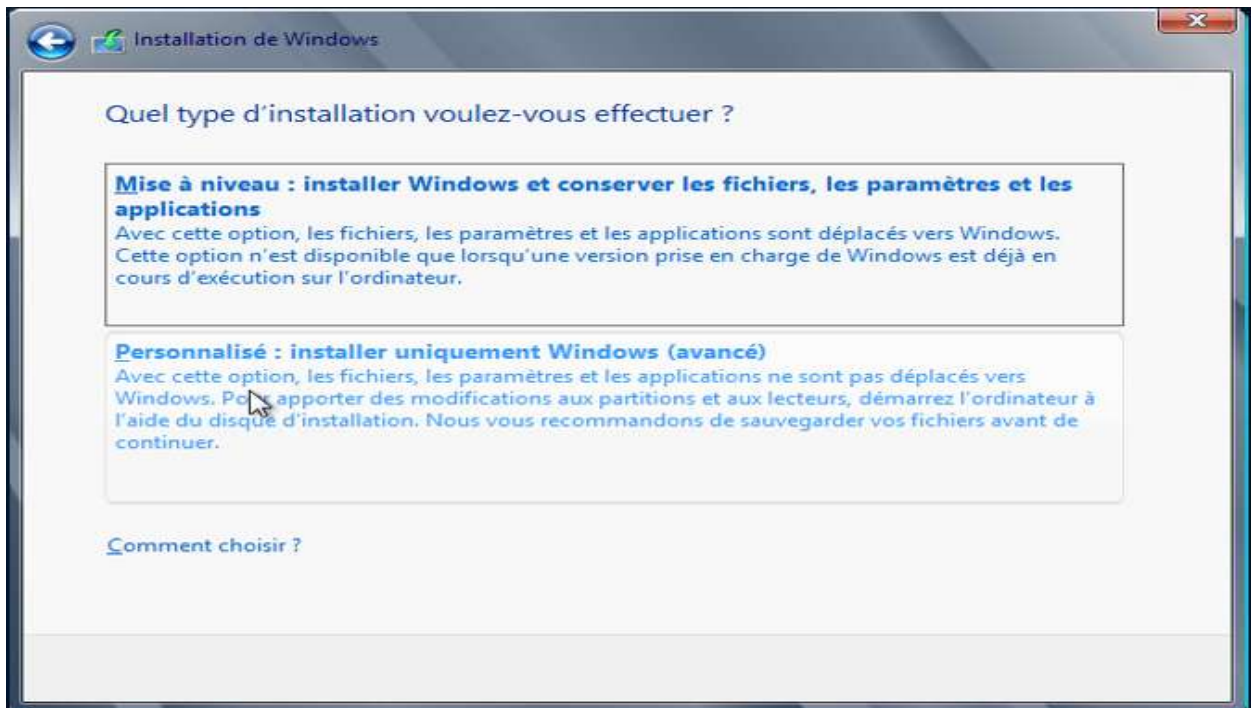 Installation de Windows
Quel type d'installation voulez-vous effectuer ?
Mise à niveau : installer Windows et conserver les fichiers, les paramètres et les
applications
Avec cette option, les fichiers, les paramètres et les applications sont déplacés vers Windows.
Cette option n'est disponible que lorsqu'une version prise en charge de Windows est déjà en
cours d'exécution sur l'ordinateur.
Personnalisé : installer uniquement Windows (avancé)
Avec cette option, les fichiers, les paramètres et les applications ne sont pas déplacés vers
Windows. Pour apporter des modifications aux partitions et aux lecteurs, démarrez l'ordinateur à
l'aide du disque d'installation. Nous vous recommandons de sauvegarder vos fichiers avant de
continuer.
Comment choisir ?